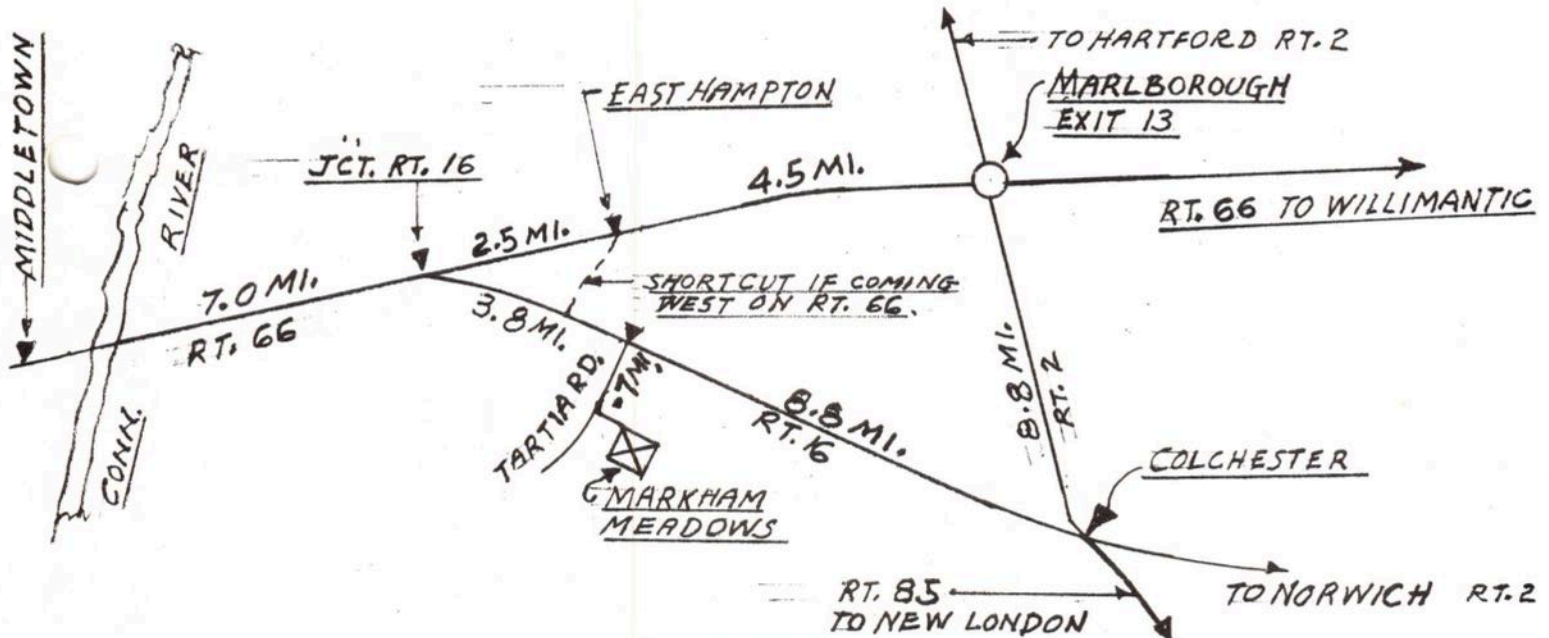 MIDDLETOWN
CONN.
RIVER
7.0 MI.
RT. 66
JCT. RT. 16
2.5 MI.
EAST HAMPTON
4.5 MI.
TO HARTFORD RT. 2
MARLBOROUGH
EXIT 13
RT. 66 TO WILLIMANTIC
SHORT CUT IF COMING
WEST ON RT. 66.
3.8 MI.
TARTIA RD.
.7 MI.
MARKHAM
MEADOWS
8.8 MI.
RT. 16
8.8 MI.
RT. 2
COLCHESTER
RT. 85
TO NEW LONDON
TO NORWICH RT. 2